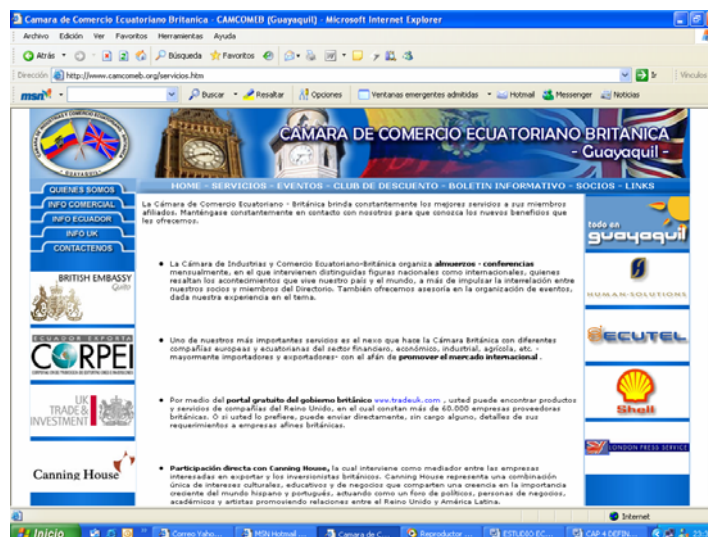 Camara de Comercio Ecuatoriano Britanica - CAMCOMEB (Guayaquil) - Microsoft Internet Explorer
Archivo Edición Ver Favoritos Herramientas Ayuda
Atrás Búsqueda Favoritos
Dirección http://www.camcomeb.org/servicios.htm Ir Vínculos
msn Buscar Resaltar Opciones Ventanas emergentes admitidas Hotmail Messenger Noticias
CÁMARA DE COMERCIO ECUATORIANO BRITANICA
- Guayaquil -
HOME - SERVICIOS - EVENTOS - CLUB DE DESCUENTO - BOLETIN INFORMATIVO - SOCIOS - LINKS
QUIENES SOMOS
INFO COMERCIAL
INFO ECUADOR
INFO UK
CONTACTENOS
BRITISH EMBASSY
Quito
ECUADOR EXPORTA
CORPEI
UK
TRADE &
INVESTMENT
Canning House
La Cámara de Comercio Ecuatoriano - Británica brinda constantemente los mejores servicios a sus miembros
afiliados. Manténgase constantemente en contacto con nosotros para que conozca los nuevos beneficios que
les ofrecemos.
La Cámara de Industrias y Comercio Ecuatoriano-Británica organiza almuerzos - conferencias
mensualmente, en el que intervienen distinguidas figuras nacionales como internacionales, quienes
resaltan los acontecimientos que vive nuestro país y el mundo, a más de impulsar la interrelación entre
nuestros socios y miembros del Directorio. También ofrecemos asesoría en la organización de eventos,
dada nuestra experiencia en el tema.
Uno de nuestros más importantes servicios es el nexo que hace la Cámara Británica con diferentes
compañías europeas y ecuatorianas del sector financiero, económico, industrial, agrícola, etc. -
mayormente importadores y exportadores- con el afán de promover el mercado internacional .
Por medio del portal gratuito del gobierno británico www.tradeuk.com , usted puede encontrar productos
y servicios de compañías del Reino Unido, en el cual constan más de 60.000 empresas proveedoras
británicas. O si usted lo prefiere, puede enviar directamente, sin cargo alguno, detalles de sus
requerimientos a empresas afines británicas.
Participación directa con Canning House, la cual interviene como mediador entre las empresas
interesadas en exportar y los inversionistas británicos. Canning House representa una combinación
única de intereses culturales, educativos y de negocios que comparten una creencia en la importancia
creciente del mundo hispano y portugués, actuando como un foro de políticos, personas de negocios,
académicos y artistas promoviendo relaciones entre el Reino Unido y América Latina.
todo en
guayaquil
HUMAN-SOLUTIONS
ECUTEL
Shell
LONDON PRESS SERVICE
Internet
Inicio Correo Yaho... MSN Hotmail ... Camara de C... Reproductor ... ESTUDIO EC... CAP 4 DEFIN...